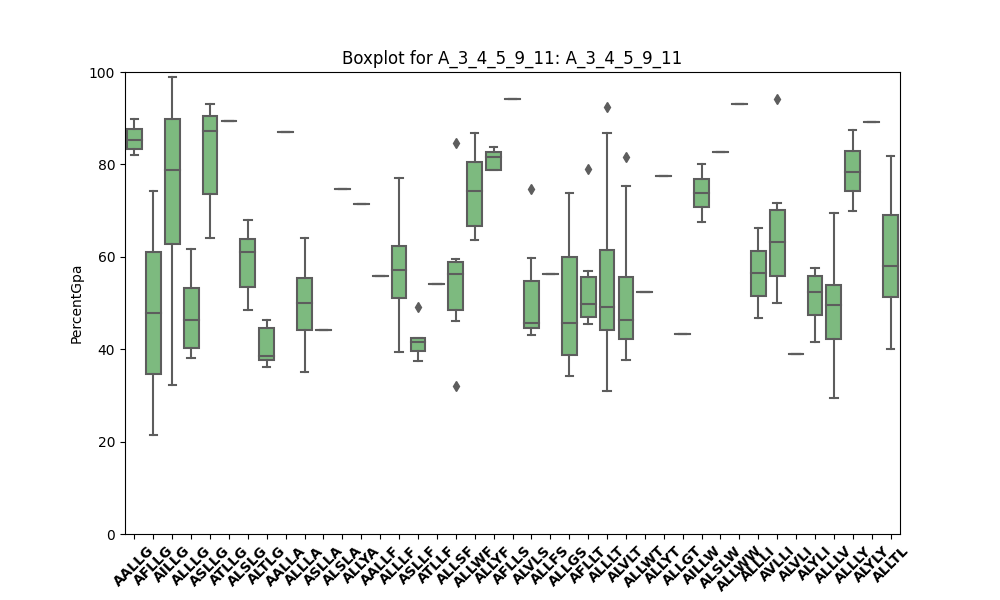 Boxplot for A_3_4_5_9_11: A_3_4_5_9_11
PercentGpa
100
80
60
40
20
0
AALLG AFLLG AILLG ALLLG ASLLG ATLLG ALSLG ALTLG AALLA ALLLA ASLLA ALSLA ALLYA AALLF ALLLF ASLLF ATLLF ALLSF ALLWF ALLYF AFLLS ALVLS ALLFS ALLGS AFLLT ALLLT ALVLT ALLWT ALLYT ALLGT AILLW ALSLW ALLWW ALLLI AVLLI ALVLI ALYLI ALLLV ALLLY ALYLY ALLTL